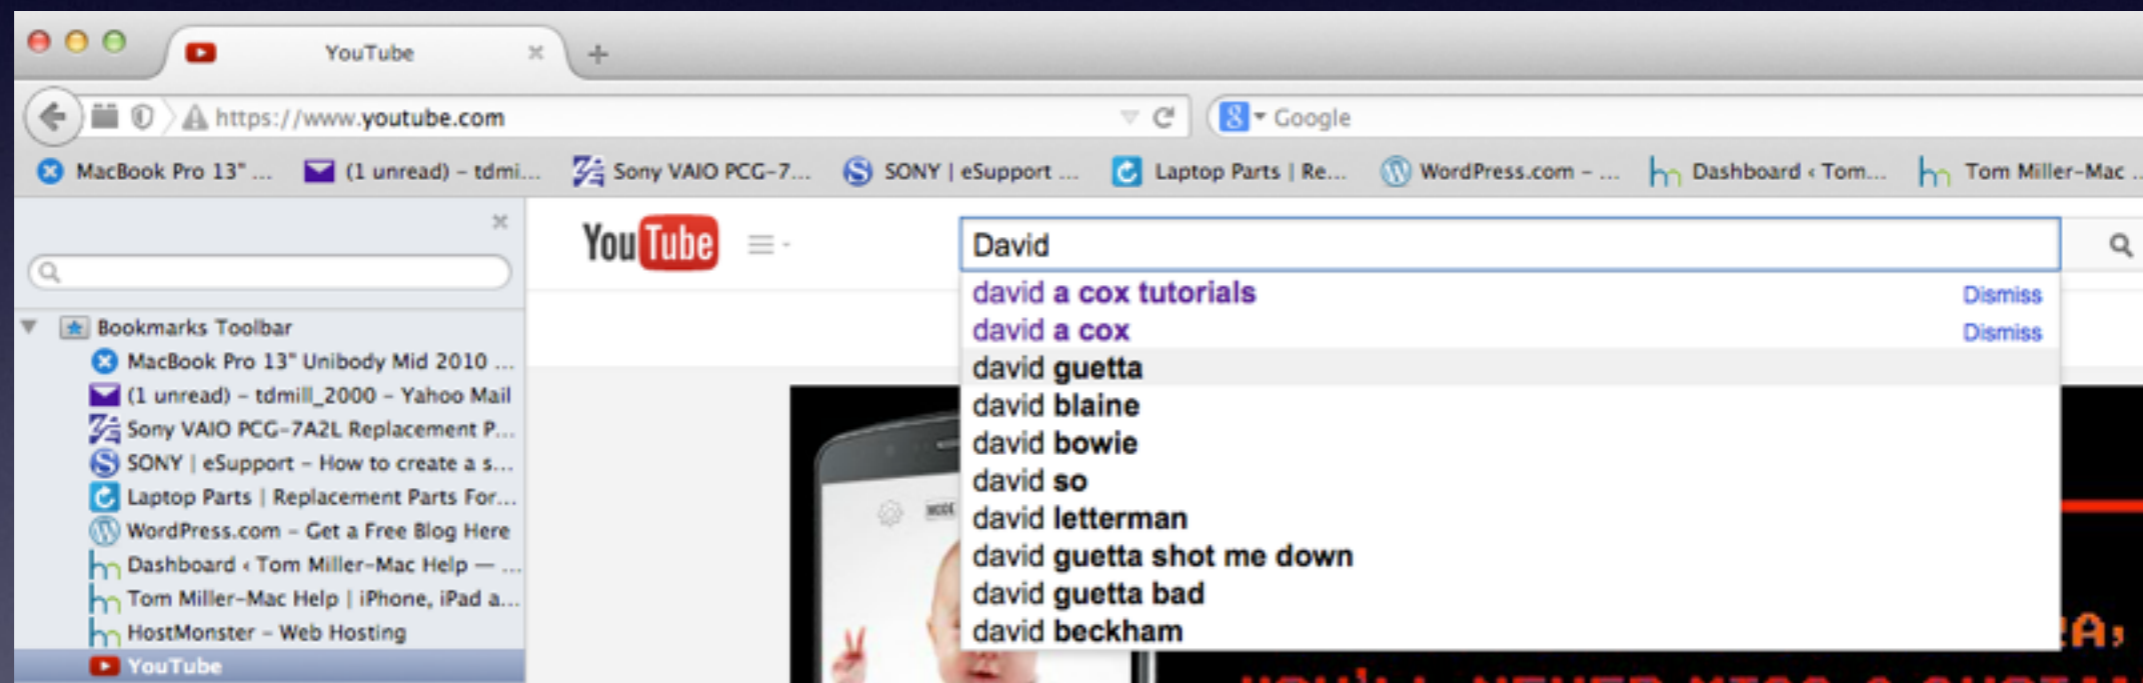 YouTube
https://www.youtube.com
Google
MacBook Pro 13" ... (1 unread) – tdmi... Sony VAIO PCG-7... SONY | eSupport ... Laptop Parts | Re... WordPress.com – ... Dashboard ‹ Tom... Tom Miller-Mac ...
YouTube
David
david a cox tutorials Dismiss
david a cox Dismiss
david guetta
david blaine
david bowie
david so
david letterman
david guetta shot me down
david guetta bad
david beckham
Bookmarks Toolbar
MacBook Pro 13" Unibody Mid 2010 ...
(1 unread) – tdmill_2000 – Yahoo Mail
Sony VAIO PCG-7A2L Replacement P...
SONY | eSupport – How to create a s...
Laptop Parts | Replacement Parts For...
WordPress.com – Get a Free Blog Here
Dashboard ‹ Tom Miller-Mac Help — ...
Tom Miller-Mac Help | iPhone, iPad a...
HostMonster – Web Hosting
YouTube
MODE